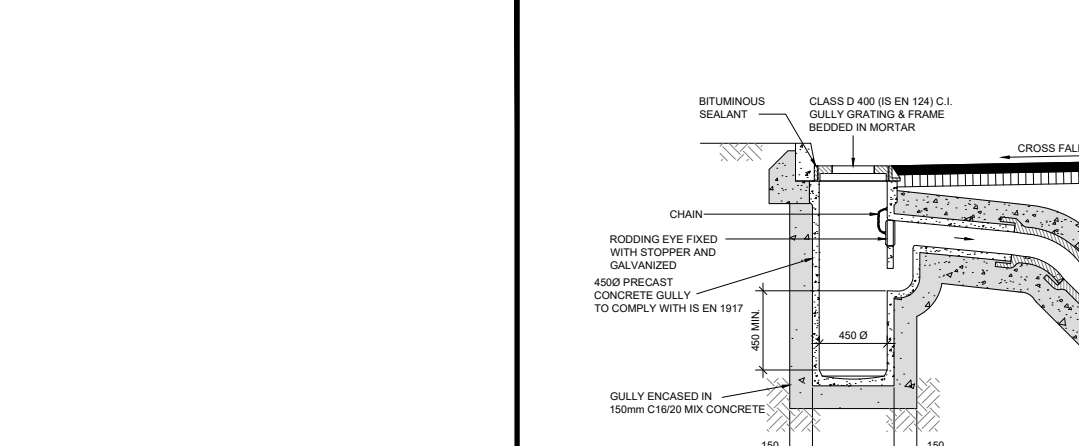 BITUMINOUS
SEALANT
CLASS D 400 (IS EN 124) C.I.
GULLY GRATING & FRAME
BEDDED IN MORTAR
CROSS FALL
CHAIN
RODDING EYE FIXED
WITH STOPPER AND
GALVANIZED
450Ø PRECAST
CONCRETE GULLY
TO COMPLY WITH IS EN 1917
450 MIN.
450 Ø
GULLY ENCASED IN
150mm C16/20 MIX CONCRETE
150
150